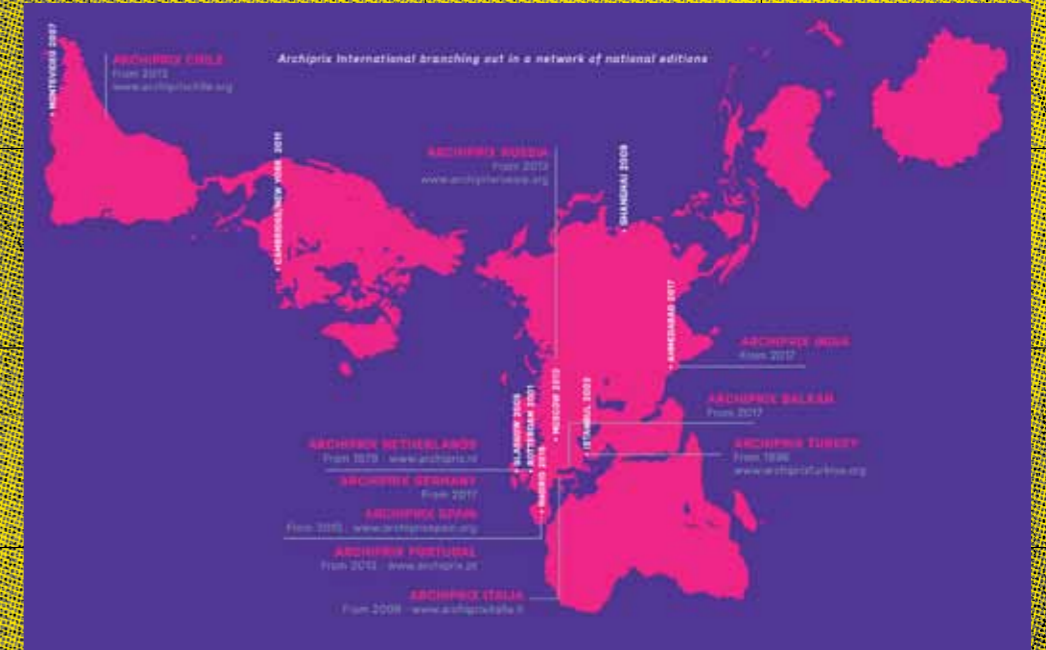 MONTEVIDEO 2007
ARCHIPRIX CHILE
From 2013
www.archiprixchile.org
Archiprix International branching out in a network of national editions
CAMBRIDGE/NEW YORK 2011
ARCHIPRIX RUSSIA
From 2013
www.archiprixrussia.org
SHANGHAI 2009
AHMEDABAD 2017
ARCHIPRIX INDIA
From 2017
ARCHIPRIX BALKAN
From 2017
ARCHIPRIX TURKEY
From 1996
www.archiprixturkiye.org
GLASGOW 2005
ROTTERDAM 2001
MADRID 2015
MOSCOW 2013
ISTANBUL 2003
ARCHIPRIX NETHERLANDS
From 1979 - www.archiprix.nl
ARCHIPRIX GERMANY
From 2017
ARCHIPRIX SPAIN
From www.archiprixspain.org
ARCHIPRIX PORTUGAL
From 2013 - www.archiprix.pt
ARCHIPRIX ITALIA
From 2009 - www.archiprixitalia.it